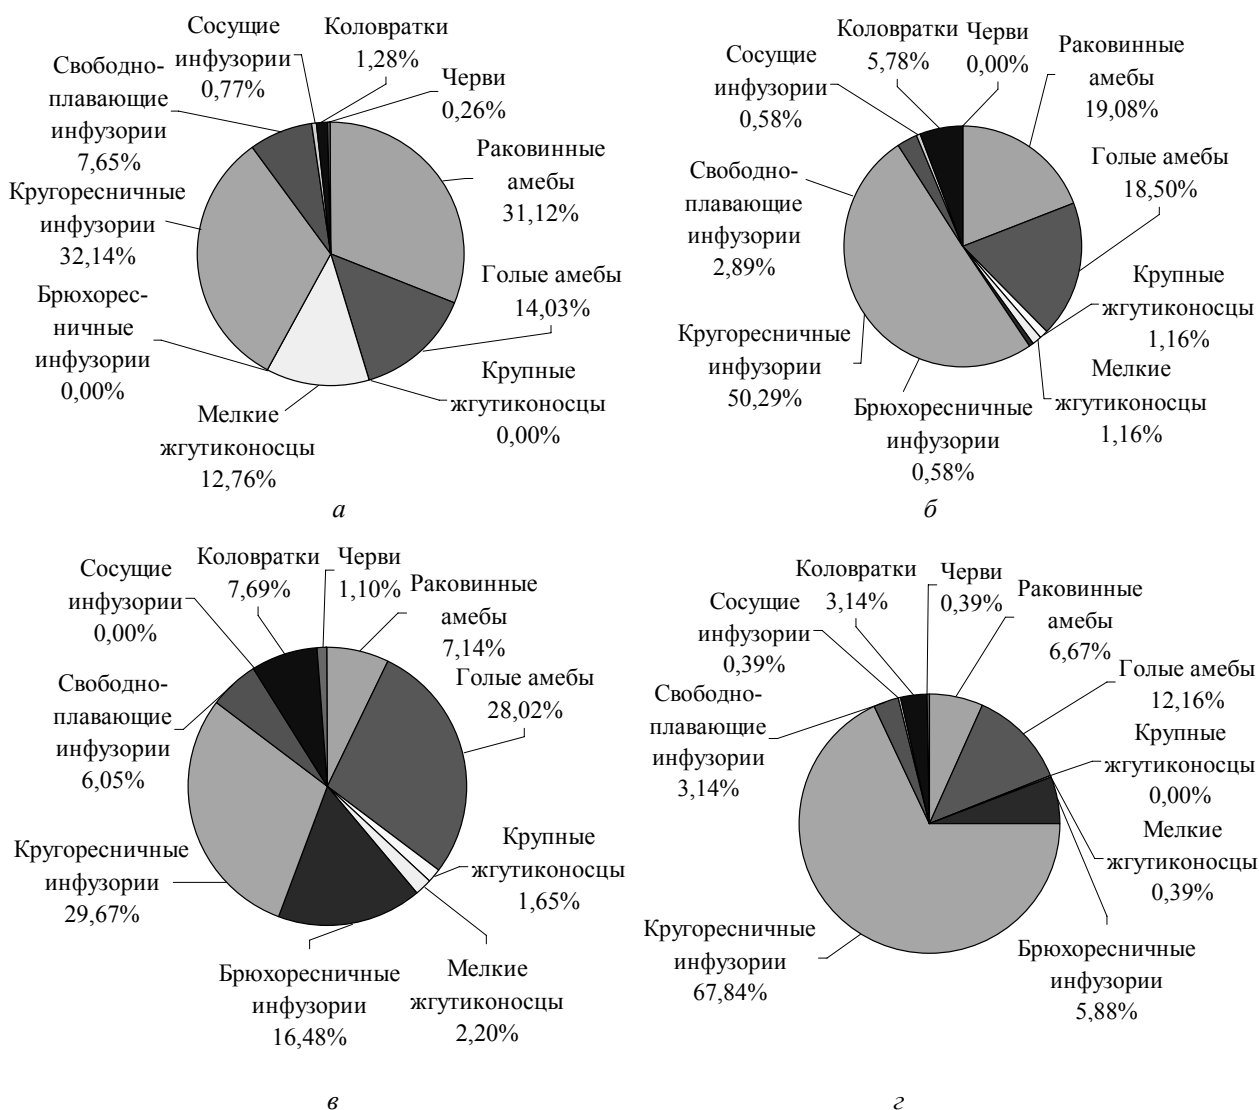 Сосущие
инфузории
0,77%
Коловратки
1,28%
Черви
0,26%
Свободно-
плавающие
инфузории
7,65%
Раковинные
амебы
31,12%
Кругоресничные
инфузории
32,14%
Голые амебы
14,03%
Брюхорес-
ничные
инфузории
0,00%
Крупные
жгутиконосцы
0,00%
Мелкие
жгутиконосцы
12,76%
а
Коловратки
5,78%
Черви
0,00%
Раковинные
амебы
19,08%
Сосущие
инфузории
0,58%
Голые амебы
18,50%
Свободно-
плавающие
инфузории
2,89%
Крупные
жгутиконосцы
1,16%
Кругоресничные
инфузории
50,29%
Мелкие
жгутиконосцы
1,16%
Брюхоресничные
инфузории
0,58%
б
Коловратки
7,69%
Черви
1,10%
Сосущие
инфузории
0,00%
Раковинные
амебы
7,14%
Голые амебы
28,02%
Свободно-
плавающие
инфузории
6,05%
Крупные
жгутиконосцы
1,65%
Кругоресничные
инфузории
29,67%
Брюхоресничные
инфузории
16,48%
Мелкие
жгутиконосцы
2,20%
в
Коловратки
3,14%
Черви
0,39%
Раковинные
амебы
6,67%
Сосущие
инфузории
0,39%
Голые амебы
12,16%
Свободно-
плавающие
инфузории
3,14%
Крупные
жгутиконосцы
0,00%
Мелкие
жгутиконосцы
0,39%
Кругоресничные
инфузории
67,84%
Брюхоресничные
инфузории
5,88%
г